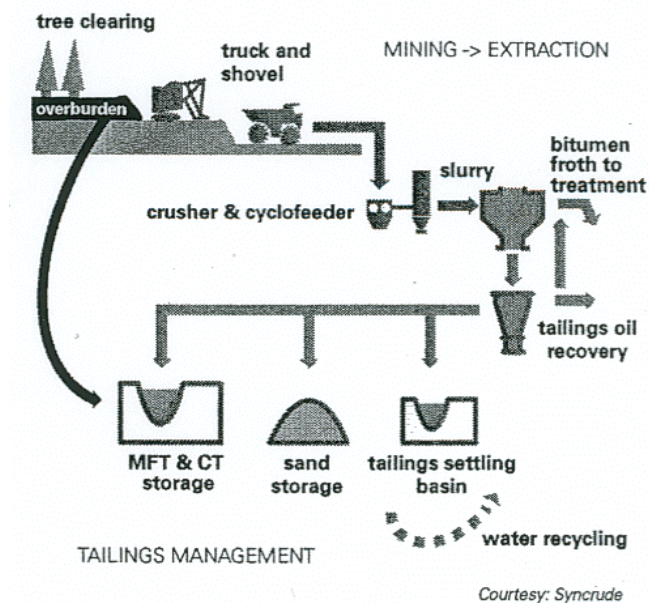 tree clearing
truck and
shovel
MINING -> EXTRACTION
overburden
bitumen
froth to
treatment
slurry
crusher & cyclofeeder
tailings oil
recovery
MFT & CT
storage
sand
storage
tailings settling
basin
water recycling
TAILINGS MANAGEMENT
Courtesy: Syncrude